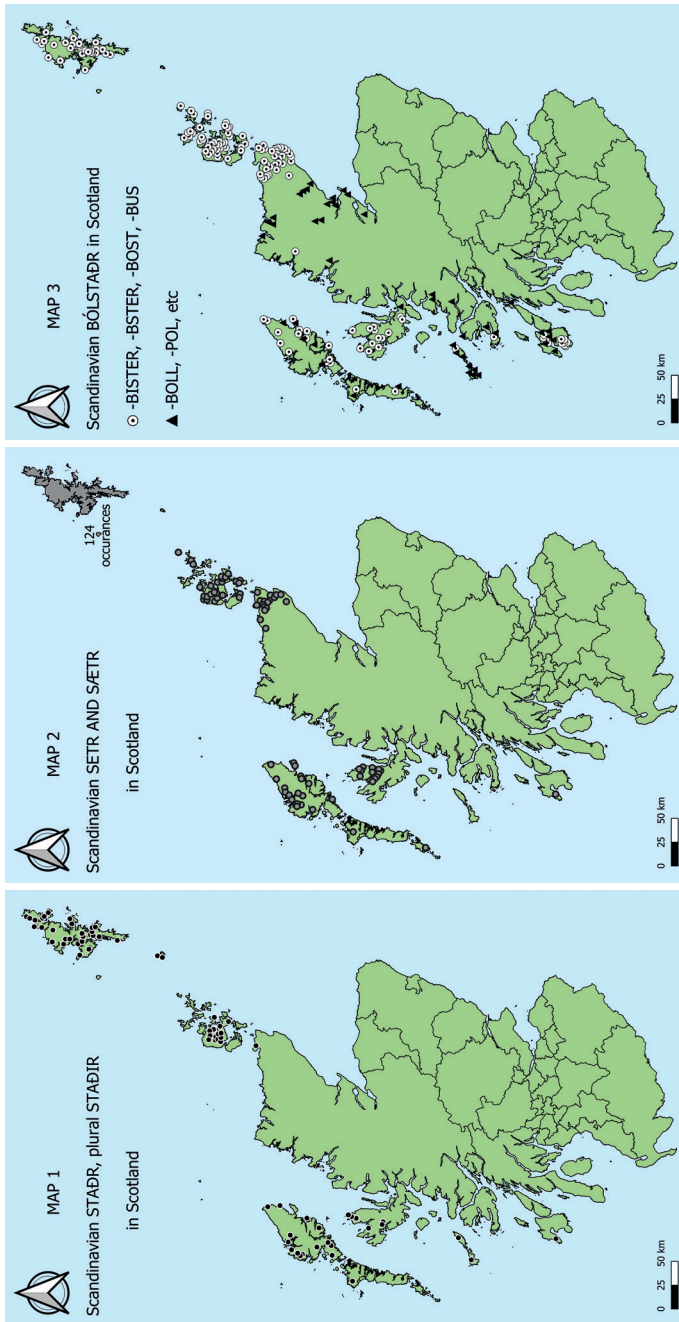 MAP 1
Scandinavian STAÐR, plural STAÐIR
in Scotland
0 25 50 km
MAP 2
Scandinavian SETR AND SÆTR
in Scotland
124
occurances
0 25 50 km
MAP 3
Scandinavian BÓLSTAÐR in Scotland
-BISTER, -BSTER, -BOST, -BUS
-BOLL, -POL, etc
0 25 50 km